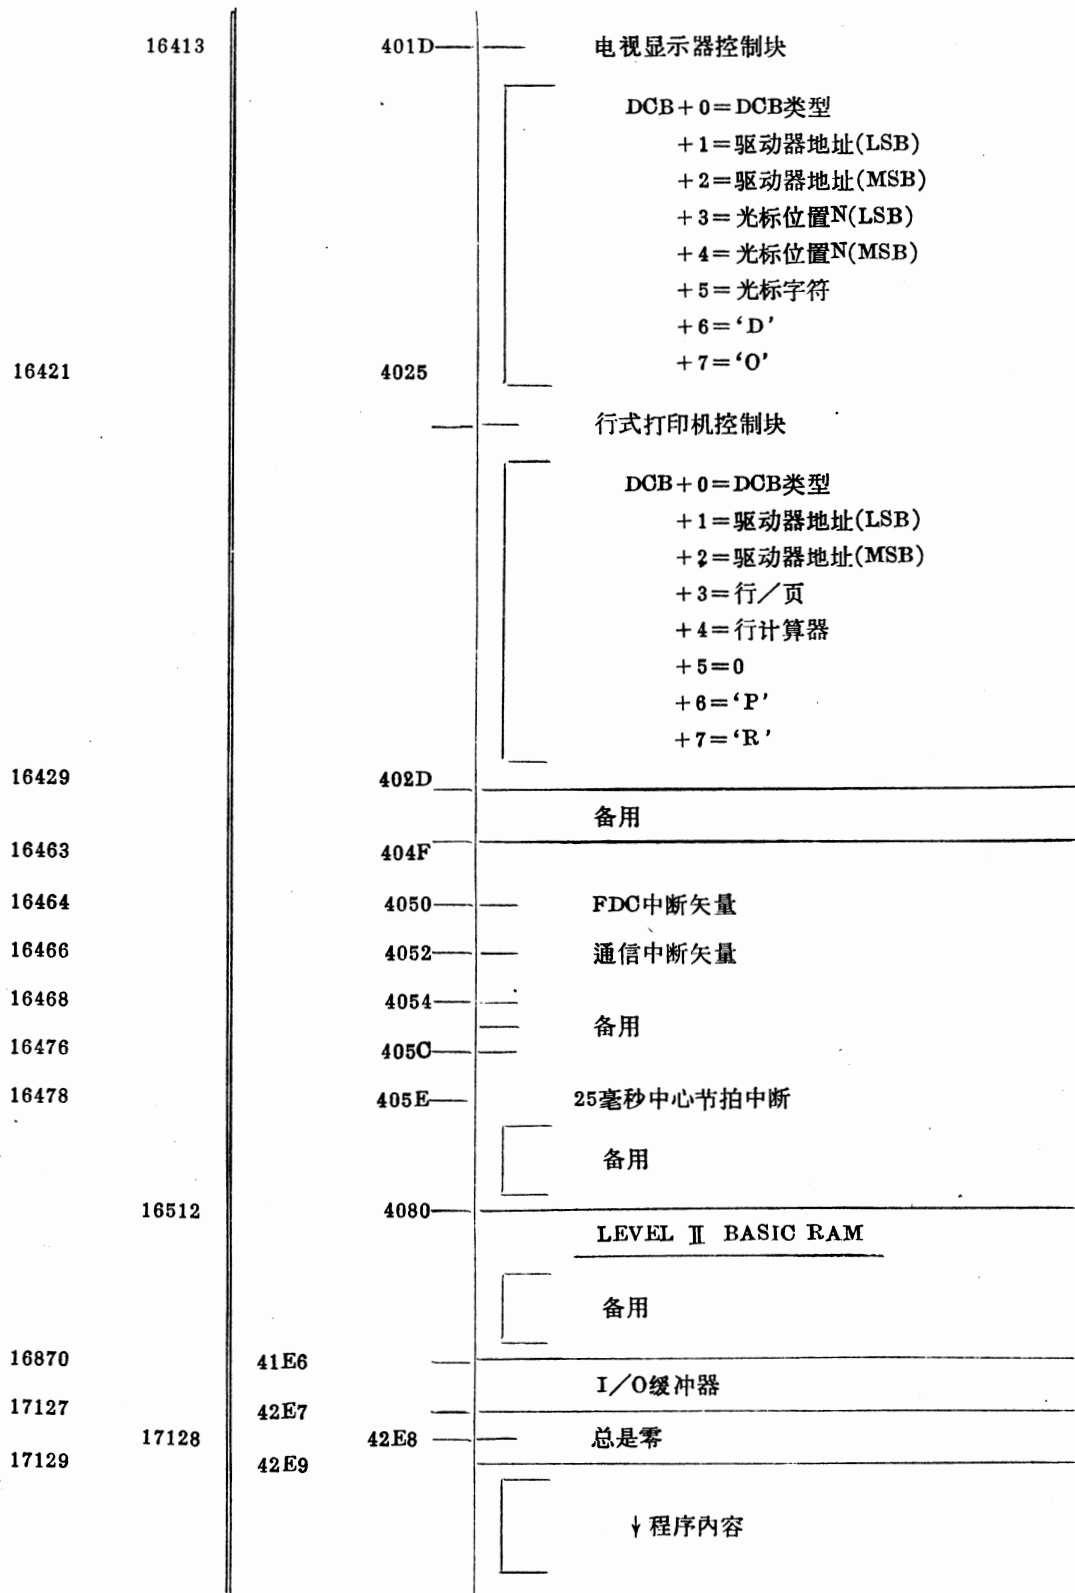 16413 401D 电视显示器控制块
DCB+0=DCB类型
+1=驱动器地址(LSB)
+2=驱动器地址(MSB)
+3=光标位置N(LSB)
+4=光标位置N(MSB)
+5=光标字符
+6=‘D’
+7=‘O’
16421 4025
行式打印机控制块
DCB+0=DCB类型
+1=驱动器地址(LSB)
+2=驱动器地址(MSB)
+3=行／页
+4=行计算器
+5=0
+6=‘P’
+7=‘R’
16429 402D
备用
16463 404F
16464 4050 FDC中断矢量
16466 4052 通信中断矢量
16468 4054
备用
16476 405C
16478 405E 25毫秒中心节拍中断
备用
16512 4080
LEVEL Ⅱ BASIC RAM
备用
16870 41E6
I／O缓冲器
17127 42E7
17128 42E8 总是零
17129 42E9
↓程序内容